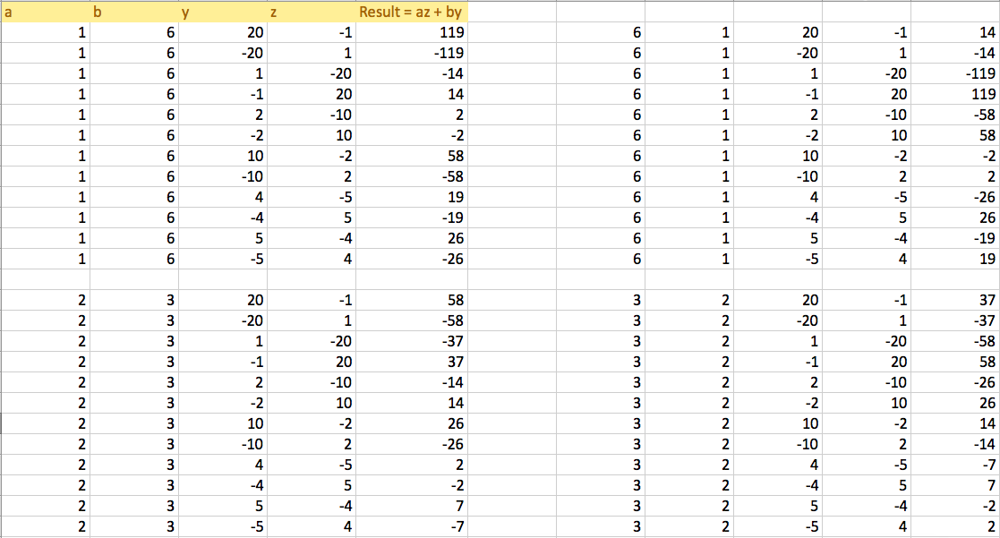 a b y z Result = az + by
1 6 20 -1 119 6 1 20 -1 14
1 6 -20 1 -119 6 1 -20 1 -14
1 6 1 -20 -14 6 1 1 -20 -119
1 6 -1 20 14 6 1 -1 20 119
1 6 2 -10 2 6 1 2 -10 -58
1 6 -2 10 -2 6 1 -2 10 58
1 6 10 -2 58 6 1 10 -2 -2
1 6 -10 2 -58 6 1 -10 2 2
1 6 4 -5 19 6 1 4 -5 -26
1 6 -4 5 -19 6 1 -4 5 26
1 6 5 -4 26 6 1 5 -4 -19
1 6 -5 4 -26 6 1 -5 4 19
2 3 20 -1 58 3 2 20 -1 37
2 3 -20 1 -58 3 2 -20 1 -37
2 3 1 -20 -37 3 2 1 -20 -58
2 3 -1 20 37 3 2 -1 20 58
2 3 2 -10 -14 3 2 2 -10 -26
2 3 -2 10 14 3 2 -2 10 26
2 3 10 -2 26 3 2 10 -2 14
2 3 -10 2 -26 3 2 -10 2 -14
2 3 4 -5 2 3 2 4 -5 -7
2 3 -4 5 -2 3 2 -4 5 7
2 3 5 -4 7 3 2 5 -4 -2
2 3 -5 4 -7 3 2 -5 4 2